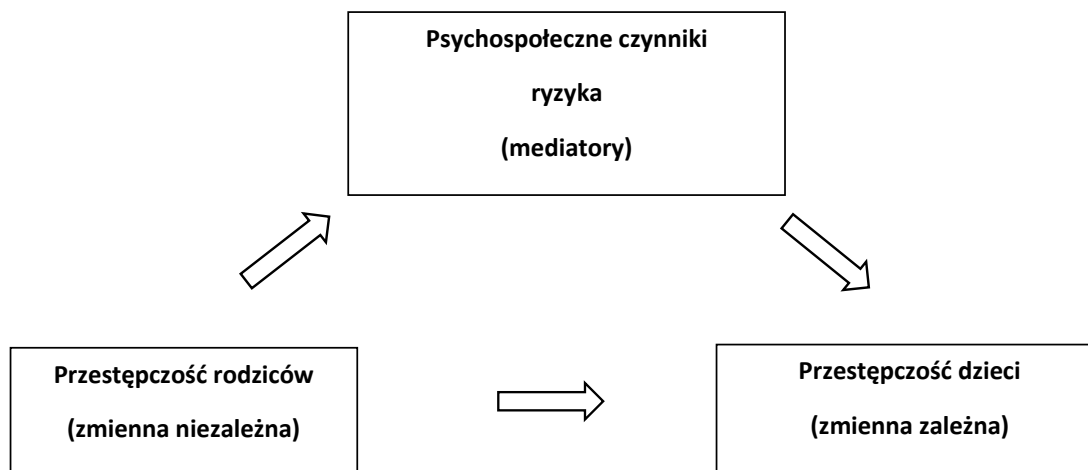 Psychospołeczne czynniki
ryzyka
(mediatory)
Przestępczość rodziców
(zmienna niezależna)
Przestępczość dzieci
(zmienna zależna)